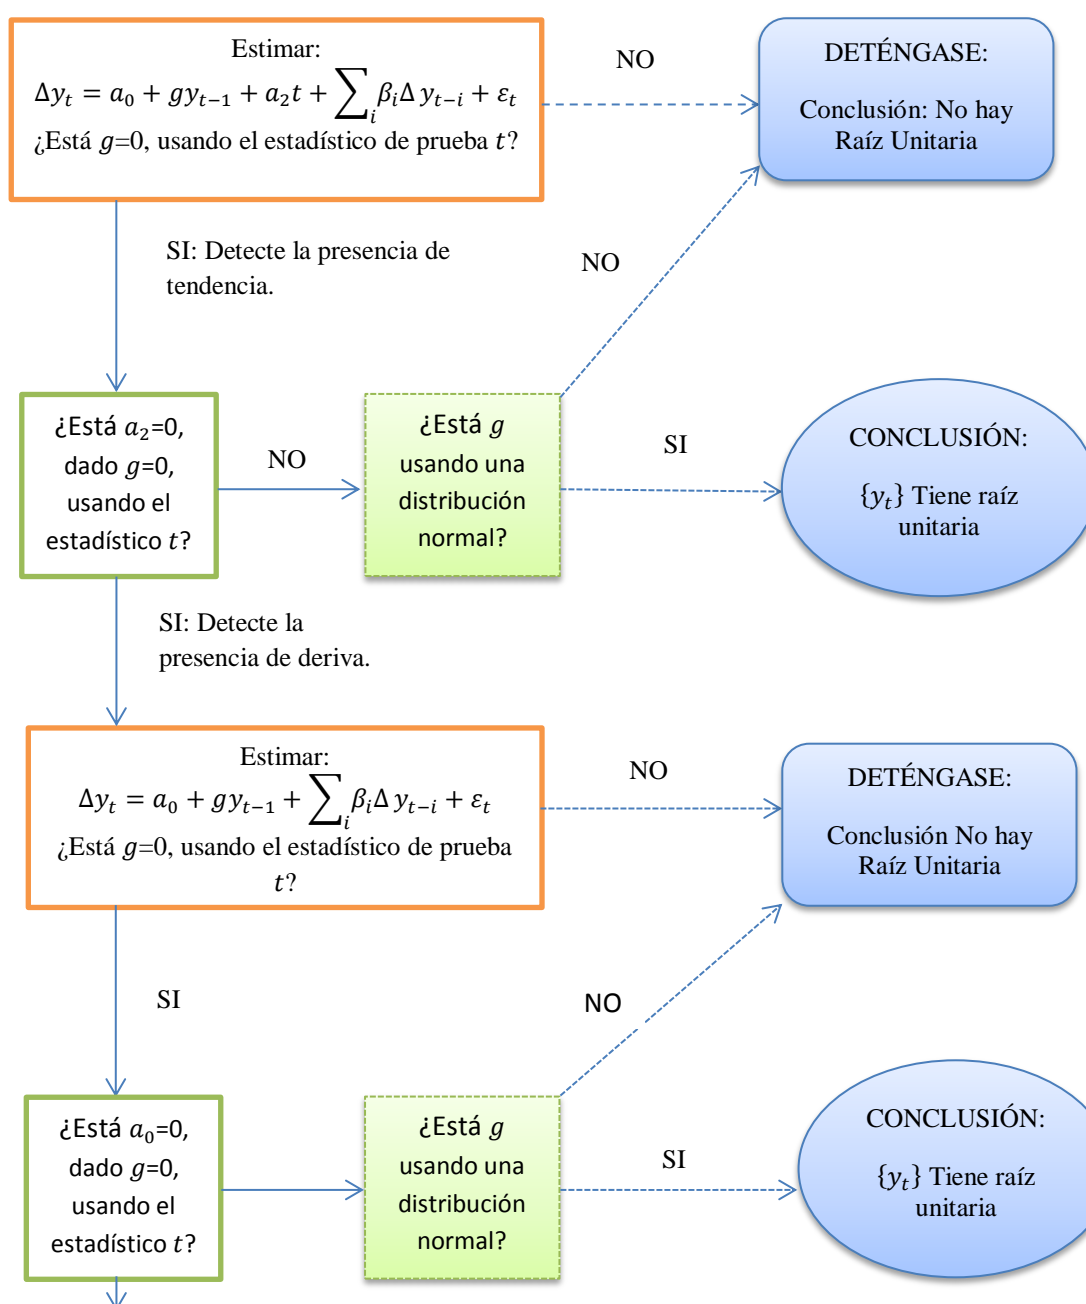 Estimar:
Δy_t = a_0 + gy_{t−1} + a_2t + ∑_i β_iΔ y_{t−i} + ε_t
¿Está g=0, usando el estadístico de prueba t?
NO
DETÉNGASE:
Conclusión: No hay
Raíz Unitaria
SI: Detecte la presencia de
tendencia.
NO
¿Está a_2=0,
dado g=0,
usando el
estadístico t?
NO
¿Está g
usando una
distribución
normal?
SI
CONCLUSIÓN:
{y_t} Tiene raíz
unitaria
SI: Detecte la
presencia de deriva.
Estimar:
Δy_t = a_0 + gy_{t−1} + ∑_i β_iΔ y_{t−i} + ε_t
¿Está g=0, usando el estadístico de prueba
t?
NO
DETÉNGASE:
Conclusión No hay
Raíz Unitaria
SI
NO
¿Está a_0=0,
dado g=0,
usando el
estadístico t?
¿Está g
usando una
distribución
normal?
SI
CONCLUSIÓN:
{y_t} Tiene raíz
unitaria